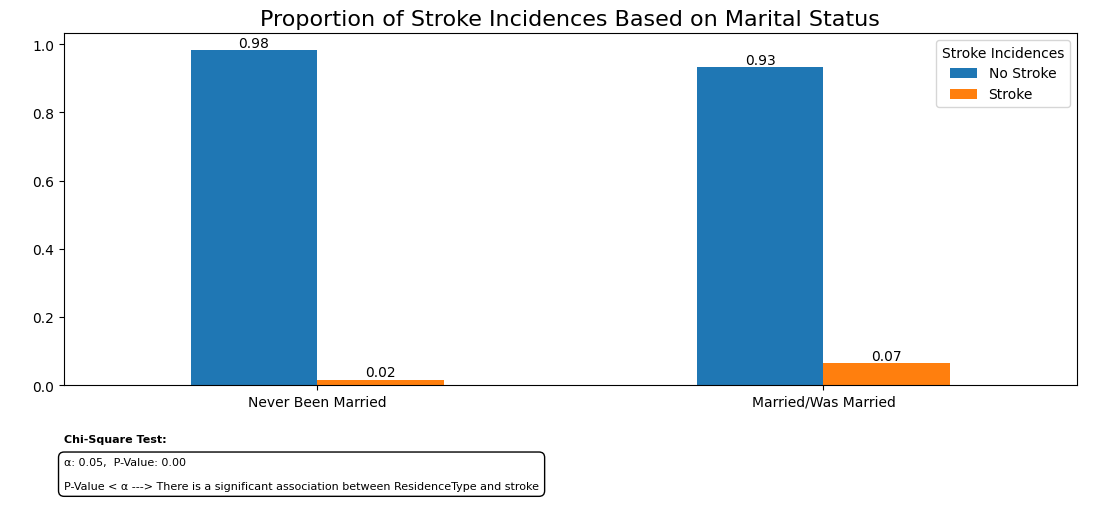 Proportion of Stroke Incidences Based on Marital Status
1.0
0.8
0.6
0.4
0.2
0.0
0.98
0.02
0.93
0.07
Stroke Incidences
No Stroke
Stroke
Never Been Married
Married/Was Married
Chi-Square Test:
α: 0.05,  P-Value: 0.00
P-Value < α ---> There is a significant association between ResidenceType and stroke